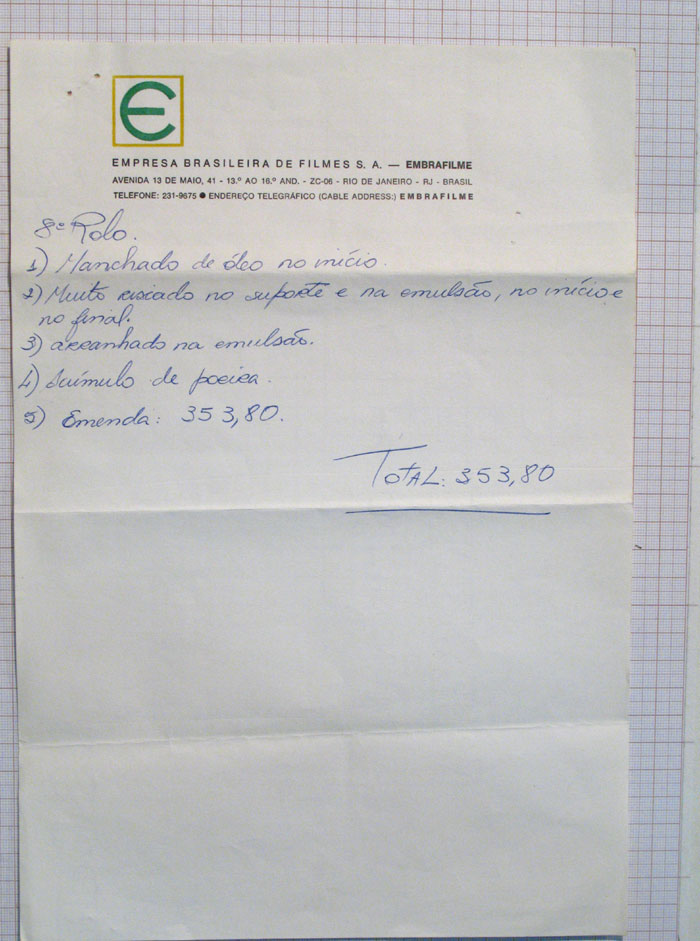 E
EMPRESA BRASILEIRA DE FILMES S. A. — EMBRAFILME
AVENIDA 13 DE MAIO, 41 - 13.º AO 16.º AND. - ZC-06 - RIO DE JANEIRO - RJ - BRASIL
TELEFONE: 231-9675 ● ENDEREÇO TELEGRÁFICO (CABLE ADDRESS:) EMBRAFILME
8º Rolo.
1) Manchado de óleo no início.
2) Muito riscado no suporte e na emulsão, no início e
no final.
3) arranhado na emulsão.
4) Acúmulo de poeira.
5) Emenda: 353,80.
TOTAL: 353,80